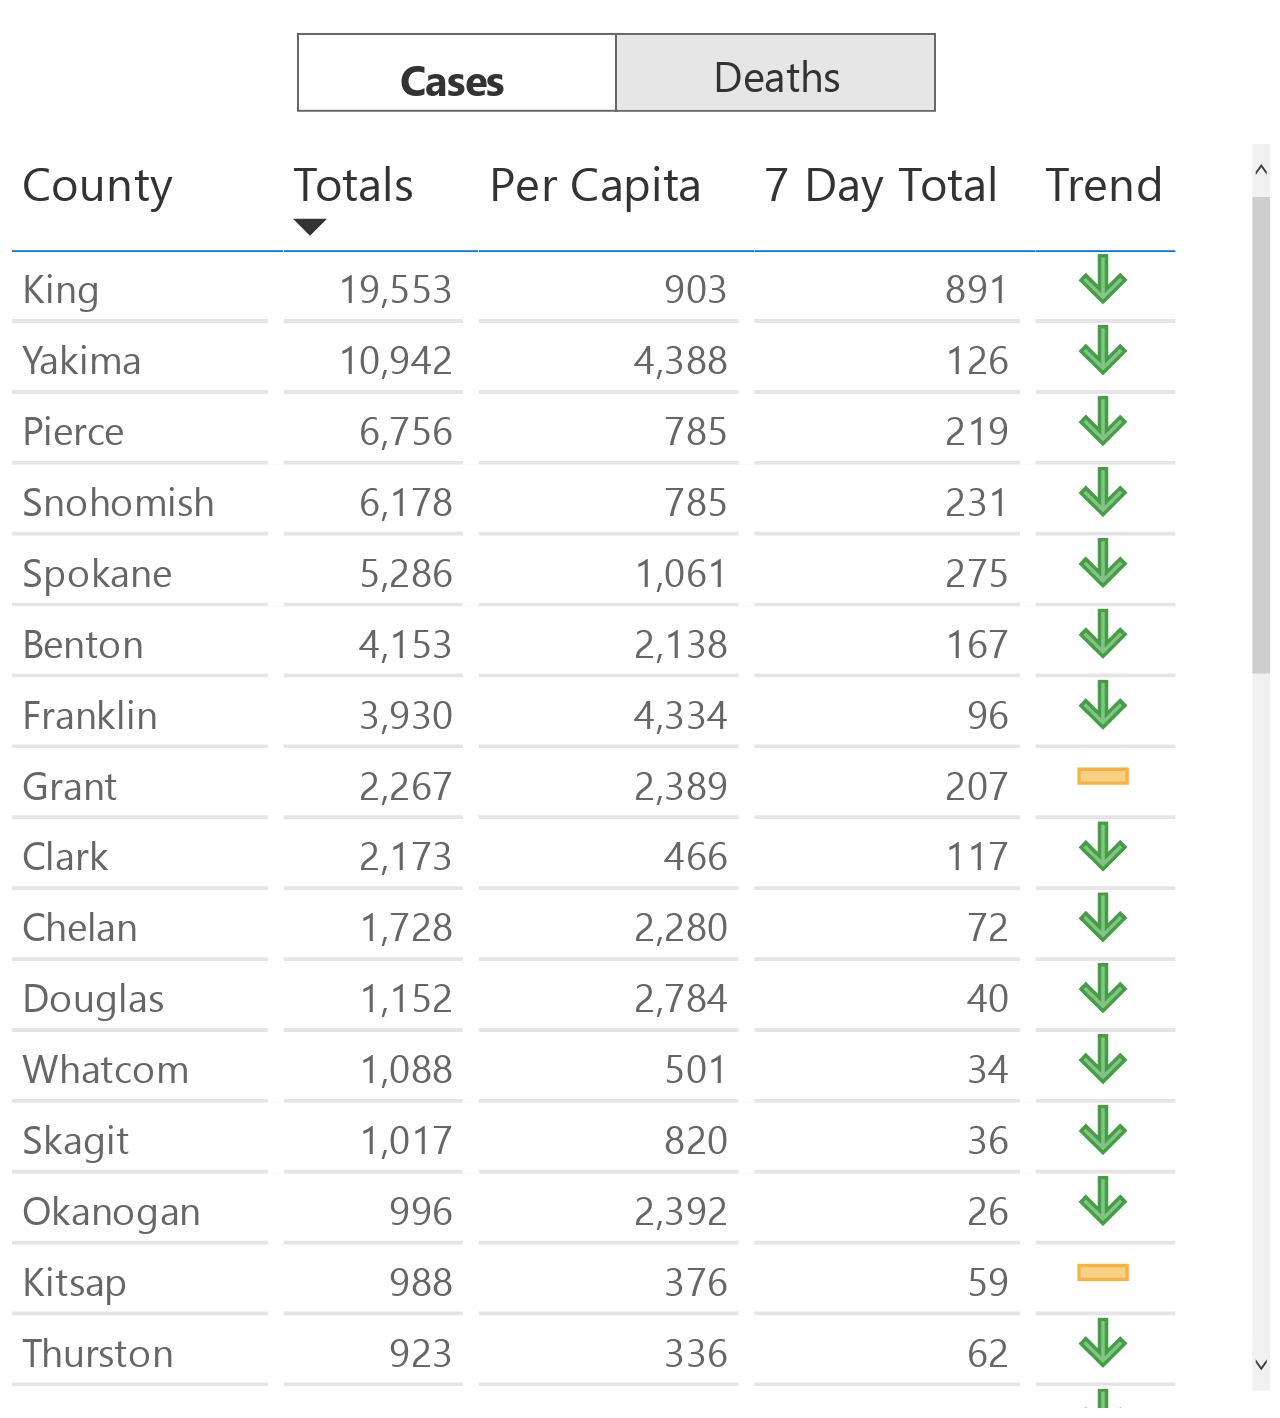 Cases Deaths
County Totals Per Capita 7 Day Total Trend
King 19,553 903 891
Yakima 10,942 4,388 126
Pierce 6,756 785 219
Snohomish 6,178 785 231
Spokane 5,286 1,061 275
Benton 4,153 2,138 167
Franklin 3,930 4,334 96
Grant 2,267 2,389 207
Clark 2,173 466 117
Chelan 1,728 2,280 72
Douglas 1,152 2,784 40
Whatcom 1,088 501 34
Skagit 1,017 820 36
Okanogan 996 2,392 26
Kitsap 988 376 59
Thurston 923 336 62